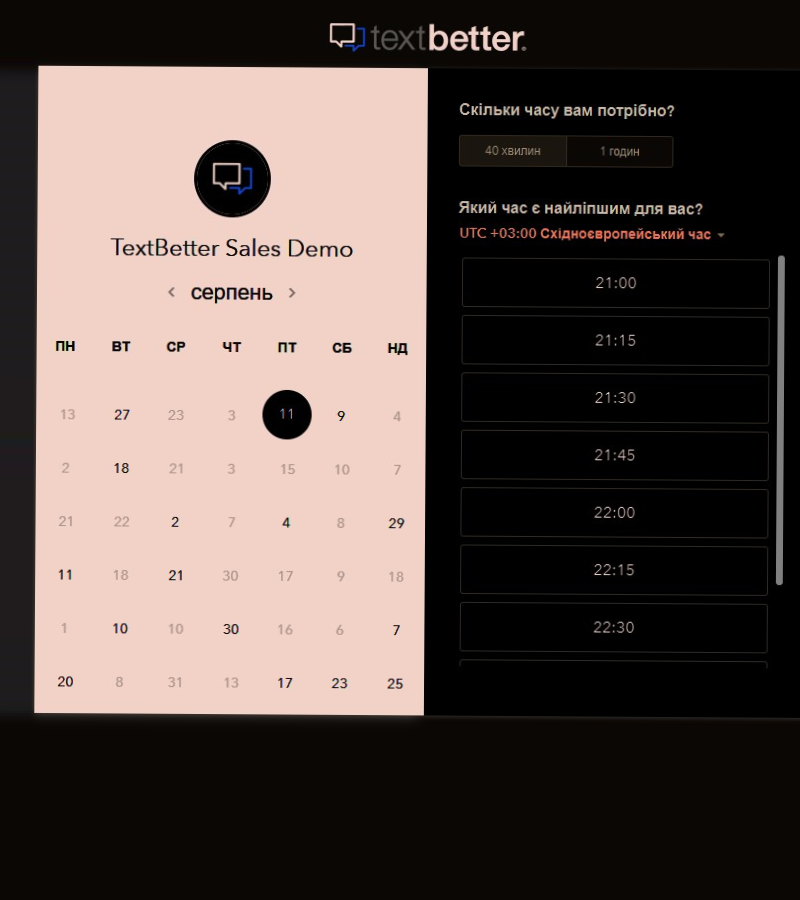 textbetter.
TextBetter Sales Demo
серпень
ПН ВТ СР ЧТ ПТ СБ НД
13 27 23 3 11 9 4
2 18 21 3 15 10 7
21 22 2 7 4 8 29
11 18 21 30 17 9 18
1 10 10 30 16 6 7
20 8 31 13 17 23 25
Скільки часу вам потрібно?
40 хвилин 1 годин
Який час є найліпшим для вас?
UTC +03:00 Східноєвропейський час
21:00
21:15
21:30
21:45
22:00
22:15
22:30